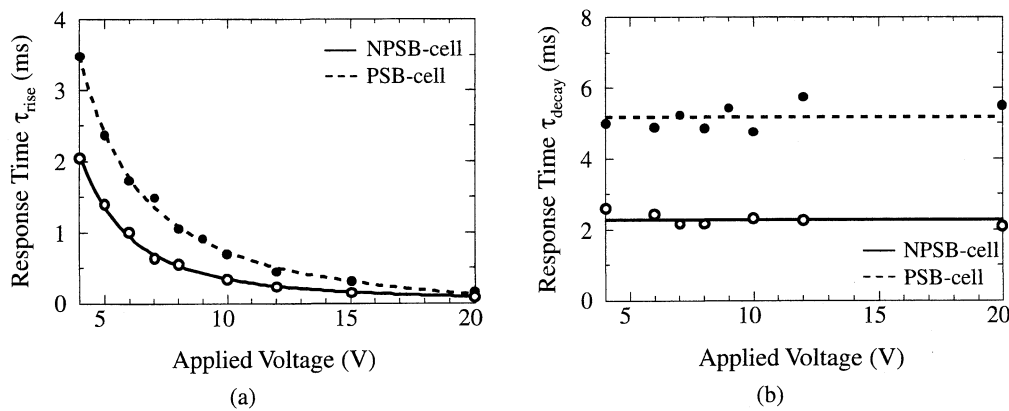 4
3
2
1
0
Response Time τrise (ms)
NPSB-cell
PSB-cell
5
10
15
20
Applied Voltage (V)
(a)
8
6
4
2
0
Response Time τdecay (ms)
NPSB-cell
PSB-cell
5
10
15
20
Applied Voltage (V)
(b)